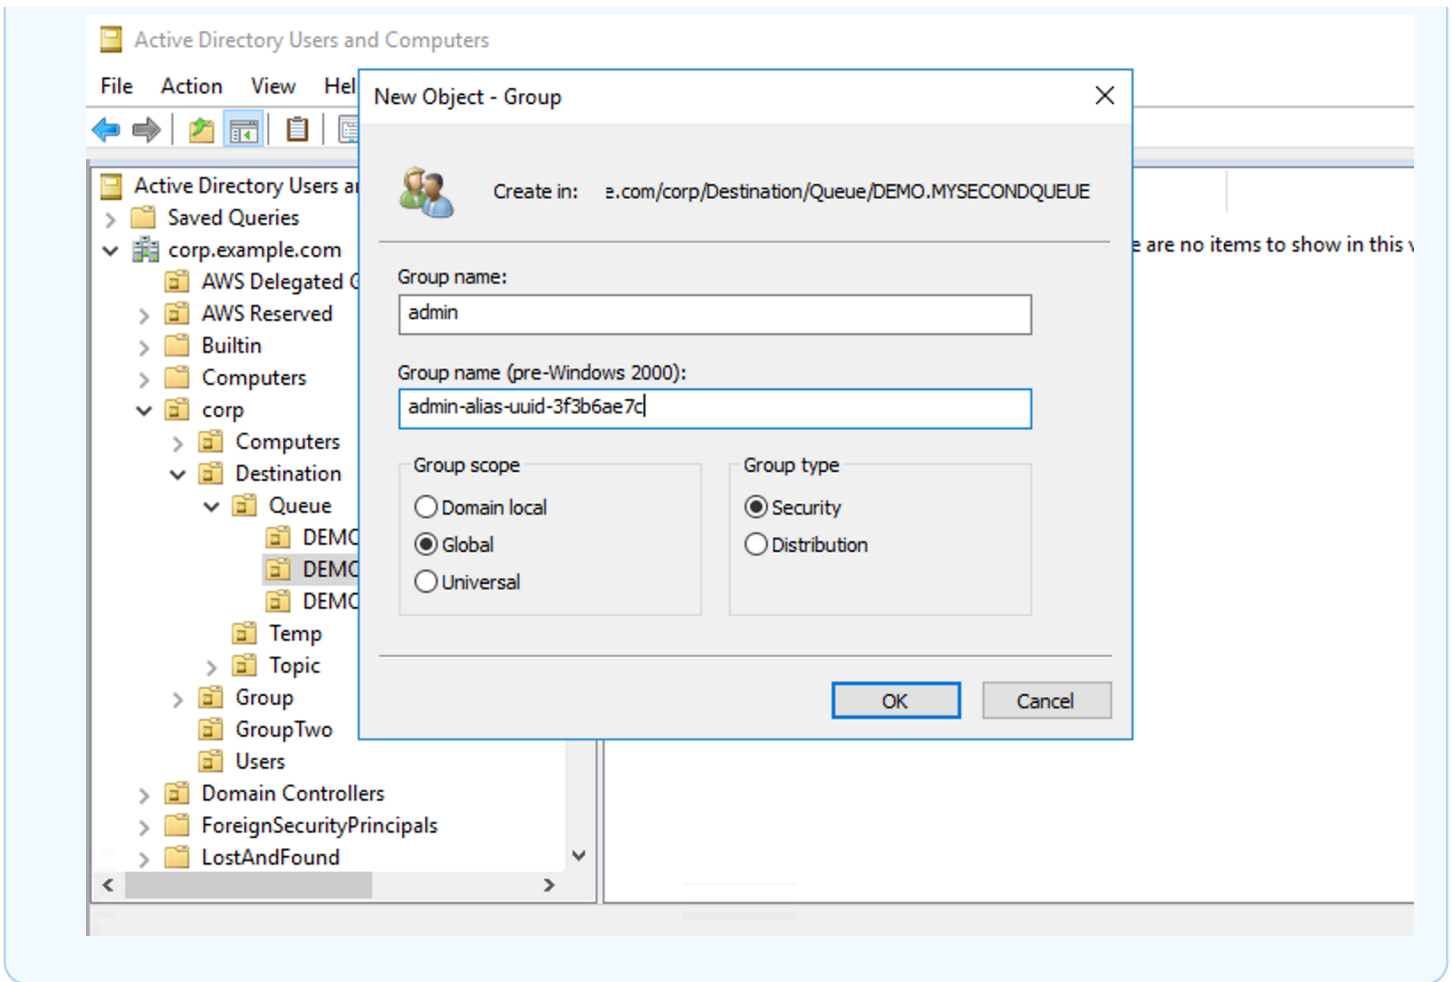 Active Directory Users and Computers
File Action View Hel
New Object - Group
Create in: e.com/corp/Destination/Queue/DEMO.MYSECONDQUEUE
Group name:
admin
Group name (pre-Windows 2000):
admin-alias-uuid-3f3b6ae7c
Group scope
Domain local
Global
Universal
Group type
Security
Distribution
OK Cancel
Active Directory Users ar
Saved Queries
corp.example.com
AWS Delegated G
AWS Reserved
Builtin
Computers
corp
Computers
Destination
Queue
DEMO
DEMO
DEMO
Temp
Topic
Group
GroupTwo
Users
Domain Controllers
ForeignSecurityPrincipals
LostAndFound
e are no items to show in this v